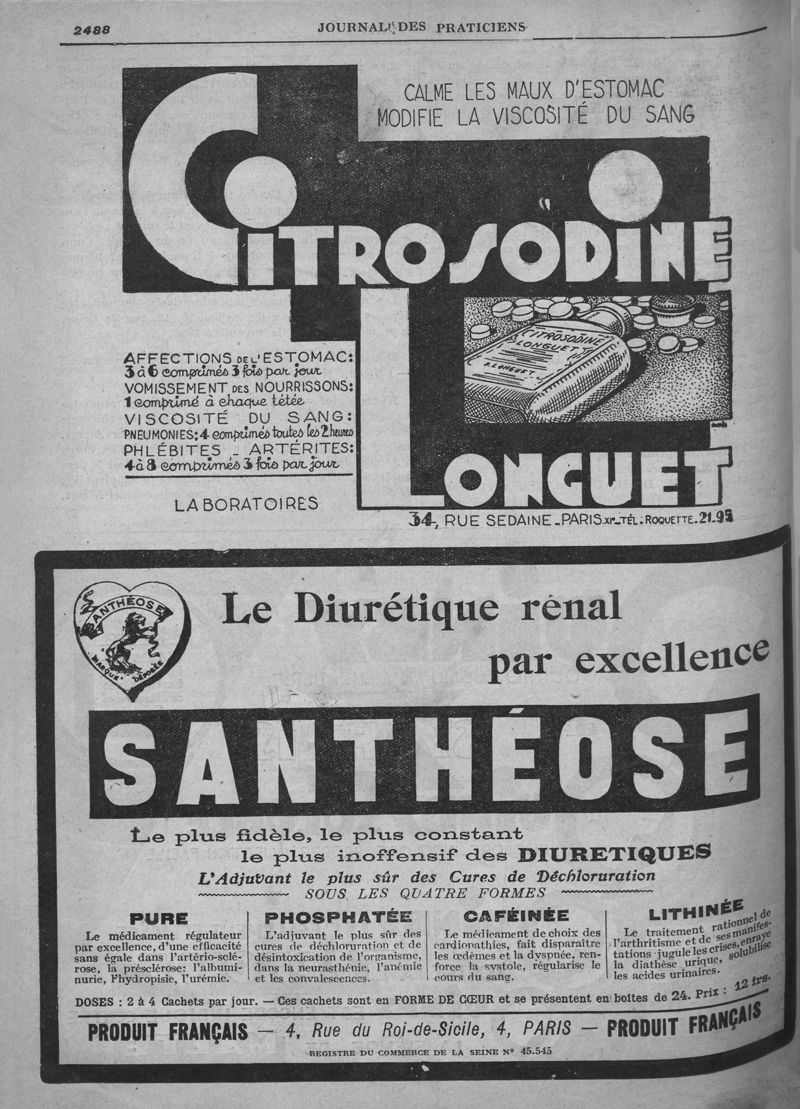 2488
JOURNAL DES PRATICIENS
CALME LES MAUX D'ESTOMAC
MODIFIE LA VISCOSITÉ DU SANG
CITROSODINE
LONGUET
CITROSODINE
LONGUET
P. LONGUET
AFFECTIONS DE L'ESTOMAC:
3 à 6 comprimés 3 fois par jour
VOMISSEMENT DES NOURRISSONS:
1 comprimé à chaque tétée
VISCOSITÉ DU SANG:
PNEUMONIES: 4 comprimés toutes les 2 heures
PHLÉBITES - ARTÉRITES:
4 à 8 comprimés 3 fois par jour
LABORATOIRES
34, RUE SEDAINE - PARIS. XIe - TÉL: ROQUETTE. 21-95
SANTHÉOSE
MARQUE DÉPOSÉE
Le Diurétique rénal
par excellence
SANTHÉOSE
Le plus fidèle, le plus constant
le plus inoffensif des DIURETIQUES
L'Adjuvant le plus sûr des Cures de Déchloruration
SOUS LES QUATRE FORMES
PURE
Le médicament régulateur
par excellence, d'une efficacité
sans égale dans l'artério-sclé-
rose, la présclérose: l'albumi-
nurie, l'hydropisie, l'urémie.
PHOSPHATÉE
L'adjuvant le plus sûr des
cures de déchloruration et de
désintoxication de l'organisme,
dans la neurasthénie, l'anémie
et les convalescences.
CAFÉINÉE
Le médicament de choix des
cardiopathies, fait disparaître
les œdèmes et la dyspnée, ren-
force la systole, régularise le
cours du sang.
LITHINÉE
Le traitement rationnel de
l'arthritisme et de ses manifes-
tations · jugule les crises, enraye
la diathèse urique, solubilise
les acides urinaires.
DOSES : 2 à 4 Cachets par jour. — Ces cachets sont en FORME DE CŒUR et se présentent en boîtes de 24. Prix : 12 frs.
PRODUIT FRANÇAIS — 4, Rue du Roi-de-Sicile, 4, PARIS — PRODUIT FRANÇAIS
REGISTRE DU COMMERCE DE LA SEINE N° 45.545